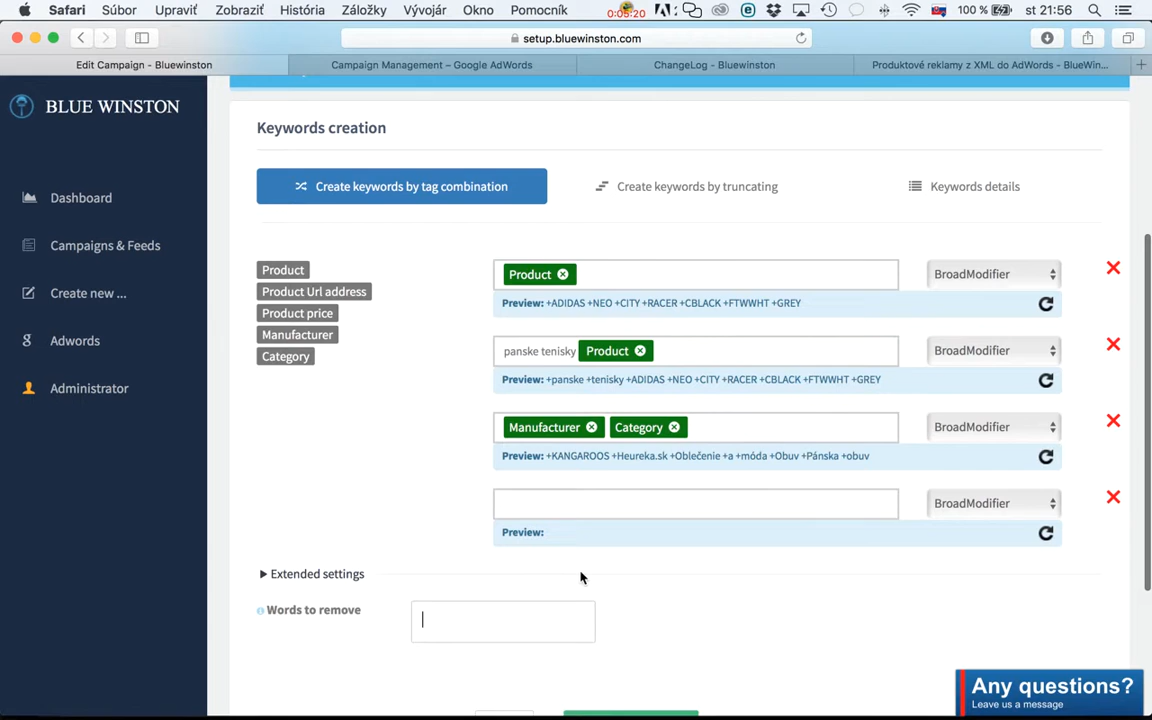 Safari Súbor Upraviť Zobraziť História Záložky Vývojár Okno Pomocník 0:05:20 100 % st 21:56
setup.bluewinston.com
Edit Campaign - Bluewinston Campaign Management – Google AdWords ChangeLog - Bluewinston Produktové reklamy z XML do AdWords - BlueWin...
BLUE WINSTON
Dashboard
Campaigns & Feeds
Create new ...
Adwords
Administrator
Keywords creation
Create keywords by tag combination Create keywords by truncating Keywords details
Product
Product Url address
Product price
Manufacturer
Category
Product BroadModifier
Preview: +ADIDAS +NEO +CITY +RACER +CBLACK +FTWWHT +GREY
panske tenisky Product BroadModifier
Preview: +panske +tenisky +ADIDAS +NEO +CITY +RACER +CBLACK +FTWWHT +GREY
Manufacturer Category BroadModifier
Preview: +KANGAROOS +Heureka.sk +Oblečenie +a +móda +Obuv +Pánska +obuv
BroadModifier
Preview:
Extended settings
Words to remove
Any questions?
Leave us a message